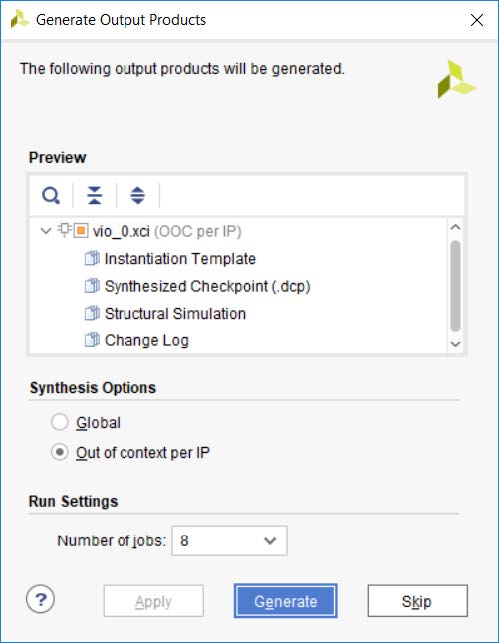 Generate Output Products
The following output products will be generated.
Preview
vio_0.xci (OOC per IP)
Instantiation Template
Synthesized Checkpoint (.dcp)
Structural Simulation
Change Log
Synthesis Options
Global
Out of context per IP
Run Settings
Number of jobs: 8
? Apply Generate Skip